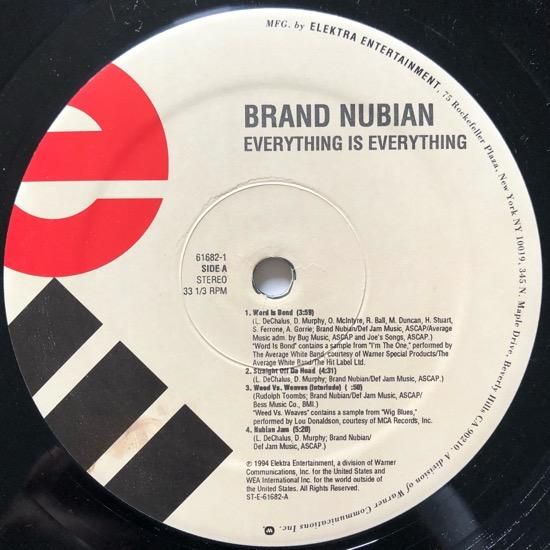 MFG. by ELEKTRA ENTERTAINMENT, 75 Rockefeller Plaza, New York NY 10019, 345 N. Maple Drive, Beverly Hills CA 90210. A division of Warner Communications Inc.
BRAND NUBIAN
EVERYTHING IS EVERYTHING
61682-1
SIDE A
STEREO
33 1/3 RPM
1. Word Is Bond (3:59)
(L. DeChalus, D. Murphy, O. McIntyre, R. Ball, M. Duncan, H. Stuart,
S. Ferrone, A. Gorrie; Brand Nubian/Def Jam Music, ASCAP/Average
Music adm. by Bug Music, ASCAP and Joe's Songs, ASCAP.)
"Word Is Bond" contains a sample from "I'm The One," performed by
The Average White Band, courtesy of Warner Special Products/The
Average White Band/The Hit Label Ltd.
2. Straight Off Da Head (4:31)
(L. DeChalus, D. Murphy; Brand Nubian/Def Jam Music, ASCAP.)
3. Weed Vs. Weaves (Interlude) ( :50)
(Rudolph Toombs; Brand Nubian/Def Jam Music, ASCAP/
Bess Music Co., BMI.)
"Weed Vs. Weaves" contains a sample from "Wig Blues,"
performed by Lou Donaldson, courtesy of MCA Records, Inc.
4. Nubian Jam (5:20)
(L. DeChalus, D. Murphy; Brand Nubian/
Def Jam Music, ASCAP.)
℗ 1994 Elektra Entertainment, a division of Warner
Communications, Inc. for the United States and
WEA International Inc. for the world outside of
the United States. All Rights Reserved.
ST-E-61682-A